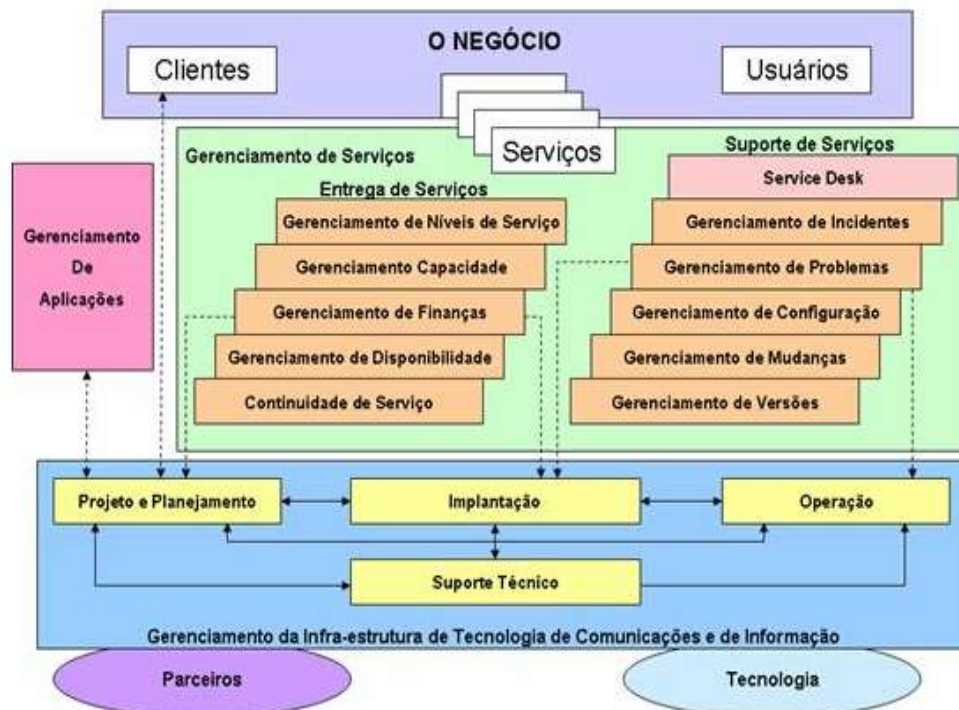 O NEGÓCIO
Clientes
Usuários
Serviços
Gerenciamento de Serviços
Suporte de Serviços
Entrega de Serviços
Service Desk
Gerenciamento de Níveis de Serviço
Gerenciamento de Incidentes
Gerenciamento Capacidade
Gerenciamento de Problemas
Gerenciamento de Finanças
Gerenciamento de Configuração
Gerenciamento de Disponibilidade
Gerenciamento de Mudanças
Continuidade de Serviço
Gerenciamento de Versões
Gerenciamento
De
Aplicações
Projeto e Planejamento
Implantação
Operação
Suporte Técnico
Gerenciamento da Infra-estrutura de Tecnologia de Comunicações e de Informação
Parceiros
Tecnologia